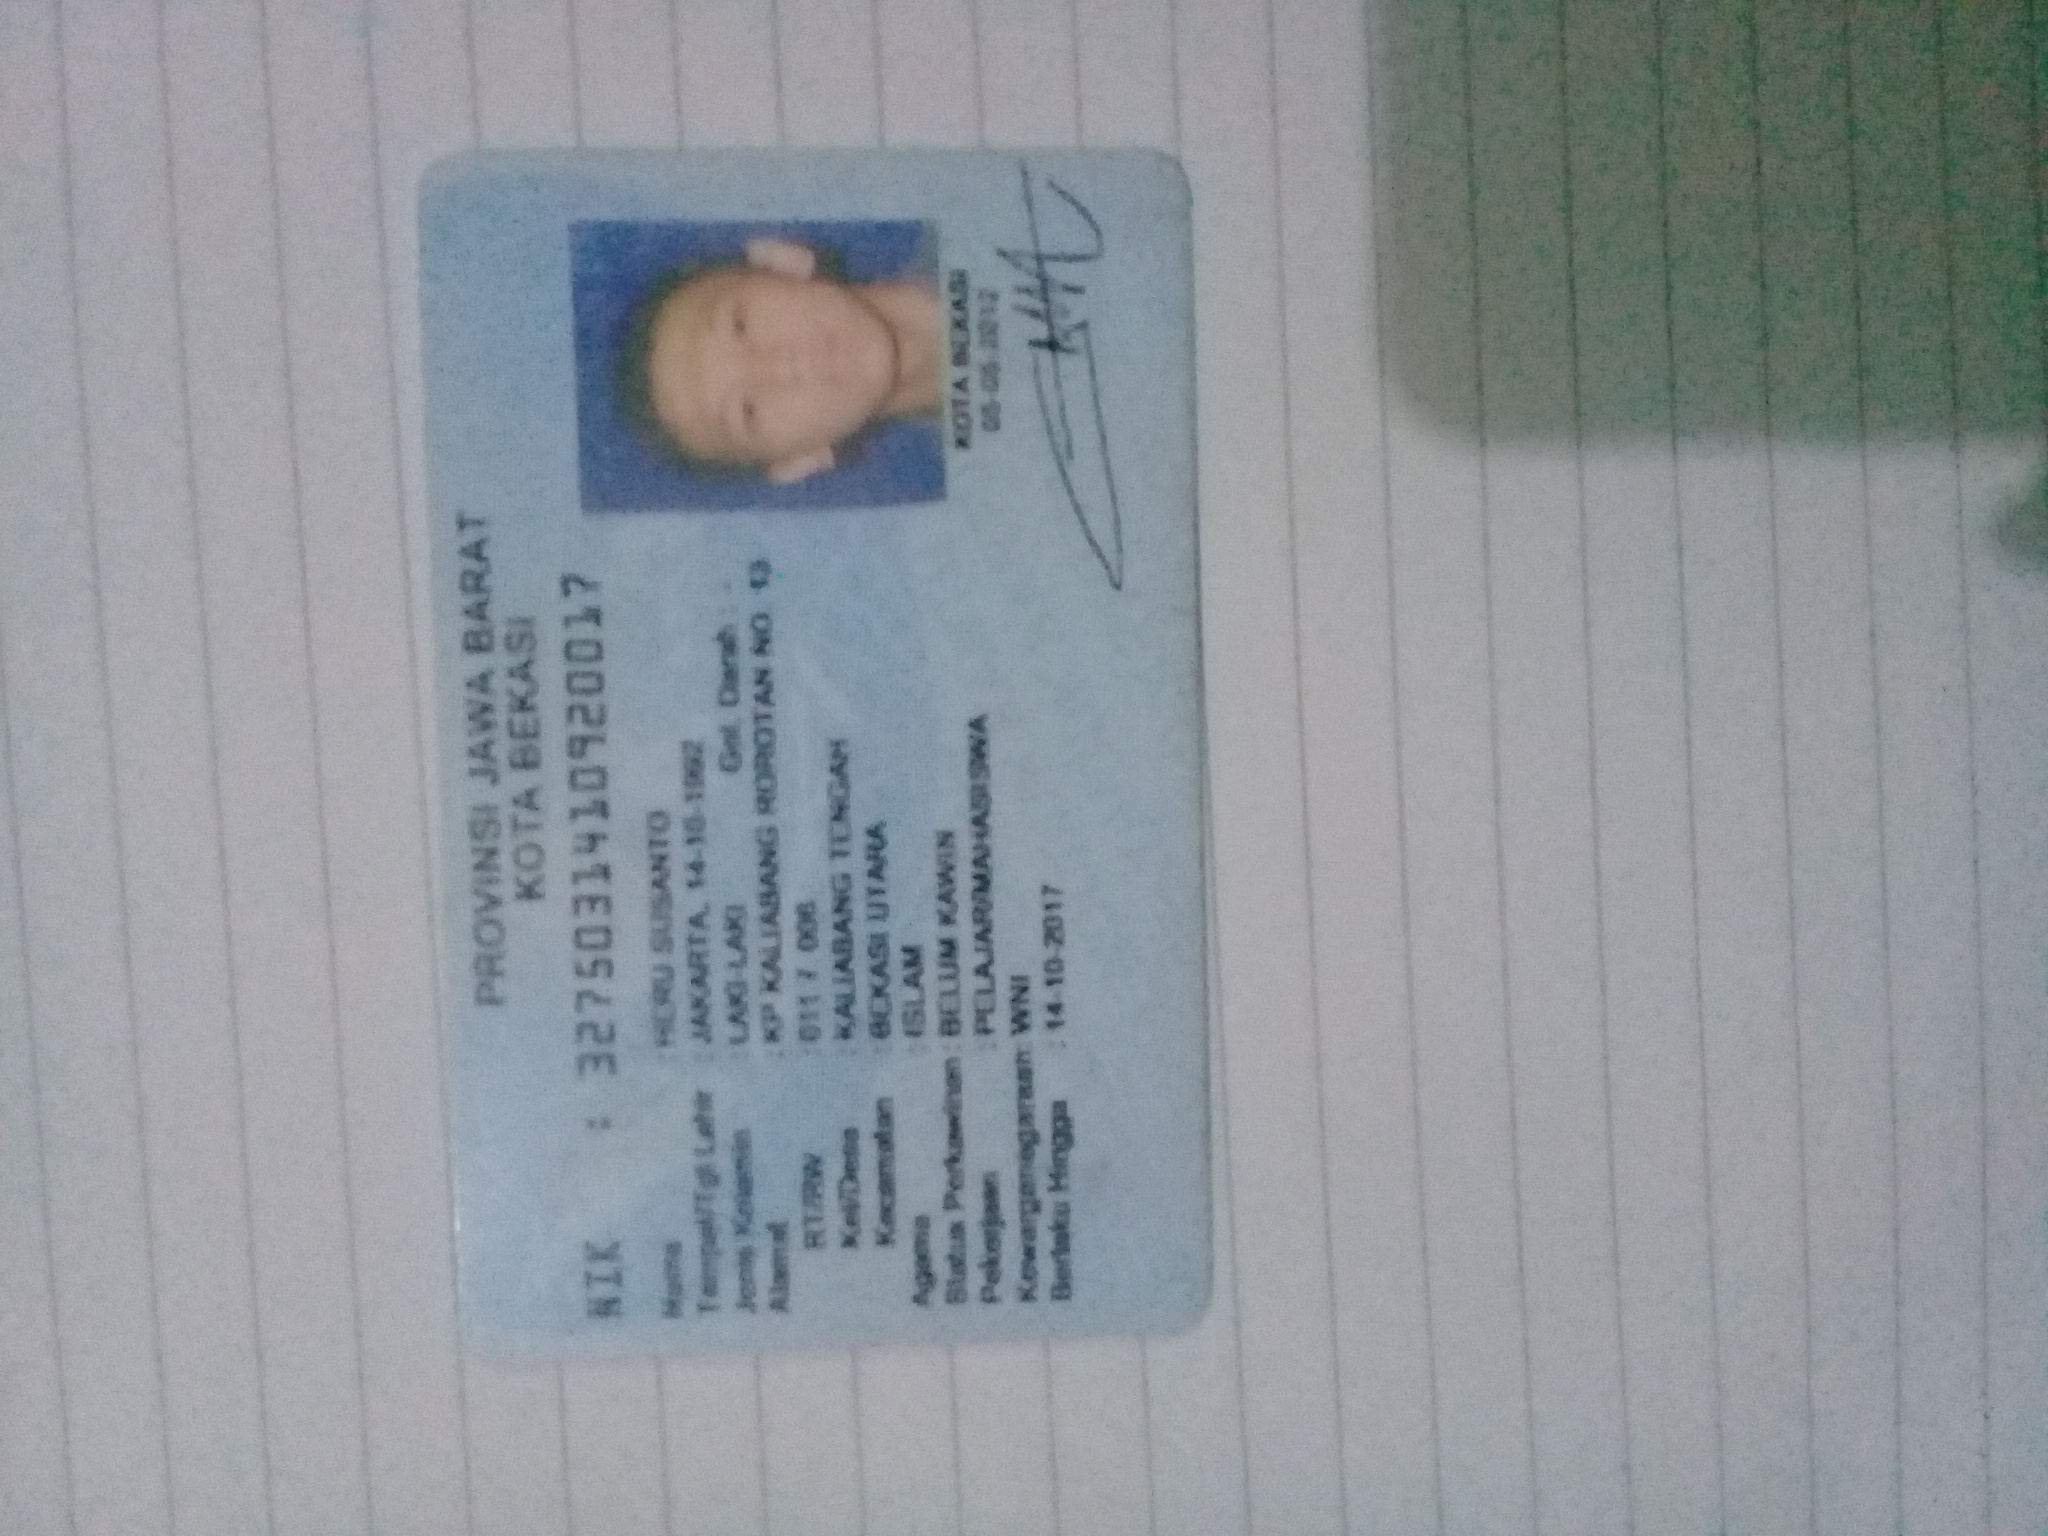 PROVINSI JAWA BARAT
KOTA BEKASI
NIK : 3275031410920017
Nama : HERU SUSANTO
Tempat/Tgl Lahir : JAKARTA, 14-10-1992
Jenis Kelamin : LAKI-LAKI Gol. Darah : -
Alamat : KP KALIABANG ROROTAN NO. 13
RT/RW : 011 / 006
Kel/Desa : KALIABANG TENGAH
Kecamatan : BEKASI UTARA
Agama : ISLAM
Status Perkawinan : BELUM KAWIN
Pekerjaan : PELAJAR/MAHASISWA
Kewarganegaraan : WNI
Berlaku Hingga : 14-10-2017
KOTA BEKASI